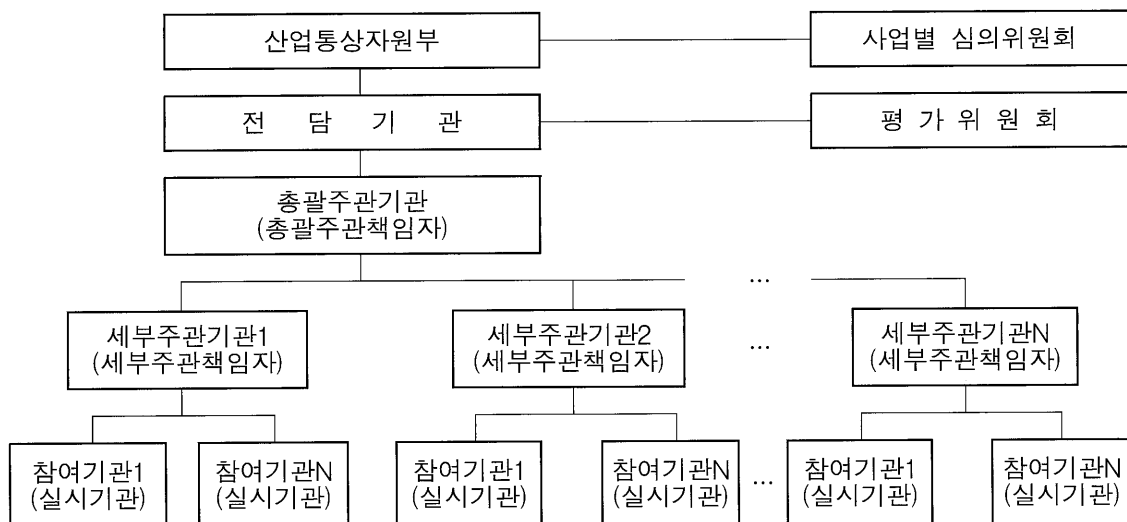 산업통상자원부
사업별 심의위원회
전 담 기 관
평 가 위 원 회
총괄주관기관
(총괄주관책임자)
...
세부주관기관1
(세부주관책임자)
세부주관기관2
(세부주관책임자)
...
세부주관기관N
(세부주관책임자)
참여기관1
(실시기관)
참여기관N
(실시기관)
참여기관1
(실시기관)
참여기관N
(실시기관)
...
참여기관1
(실시기관)
참여기관N
(실시기관)